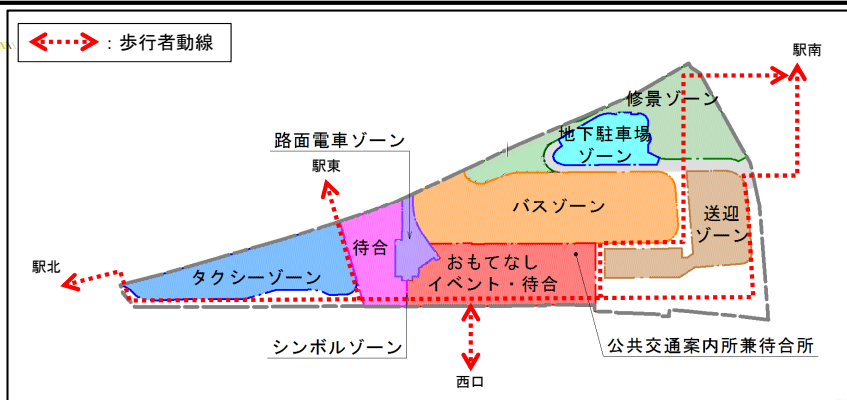 ：歩行者動線
駅南
修景ゾーン
地下駐車場
ゾーン
路面電車ゾーン
駅東
バスゾーン
送迎
ゾーン
待合
おもてなし
イベント・待合
駅北
タクシーゾーン
シンボルゾーン
公共交通案内所兼待合所
西口